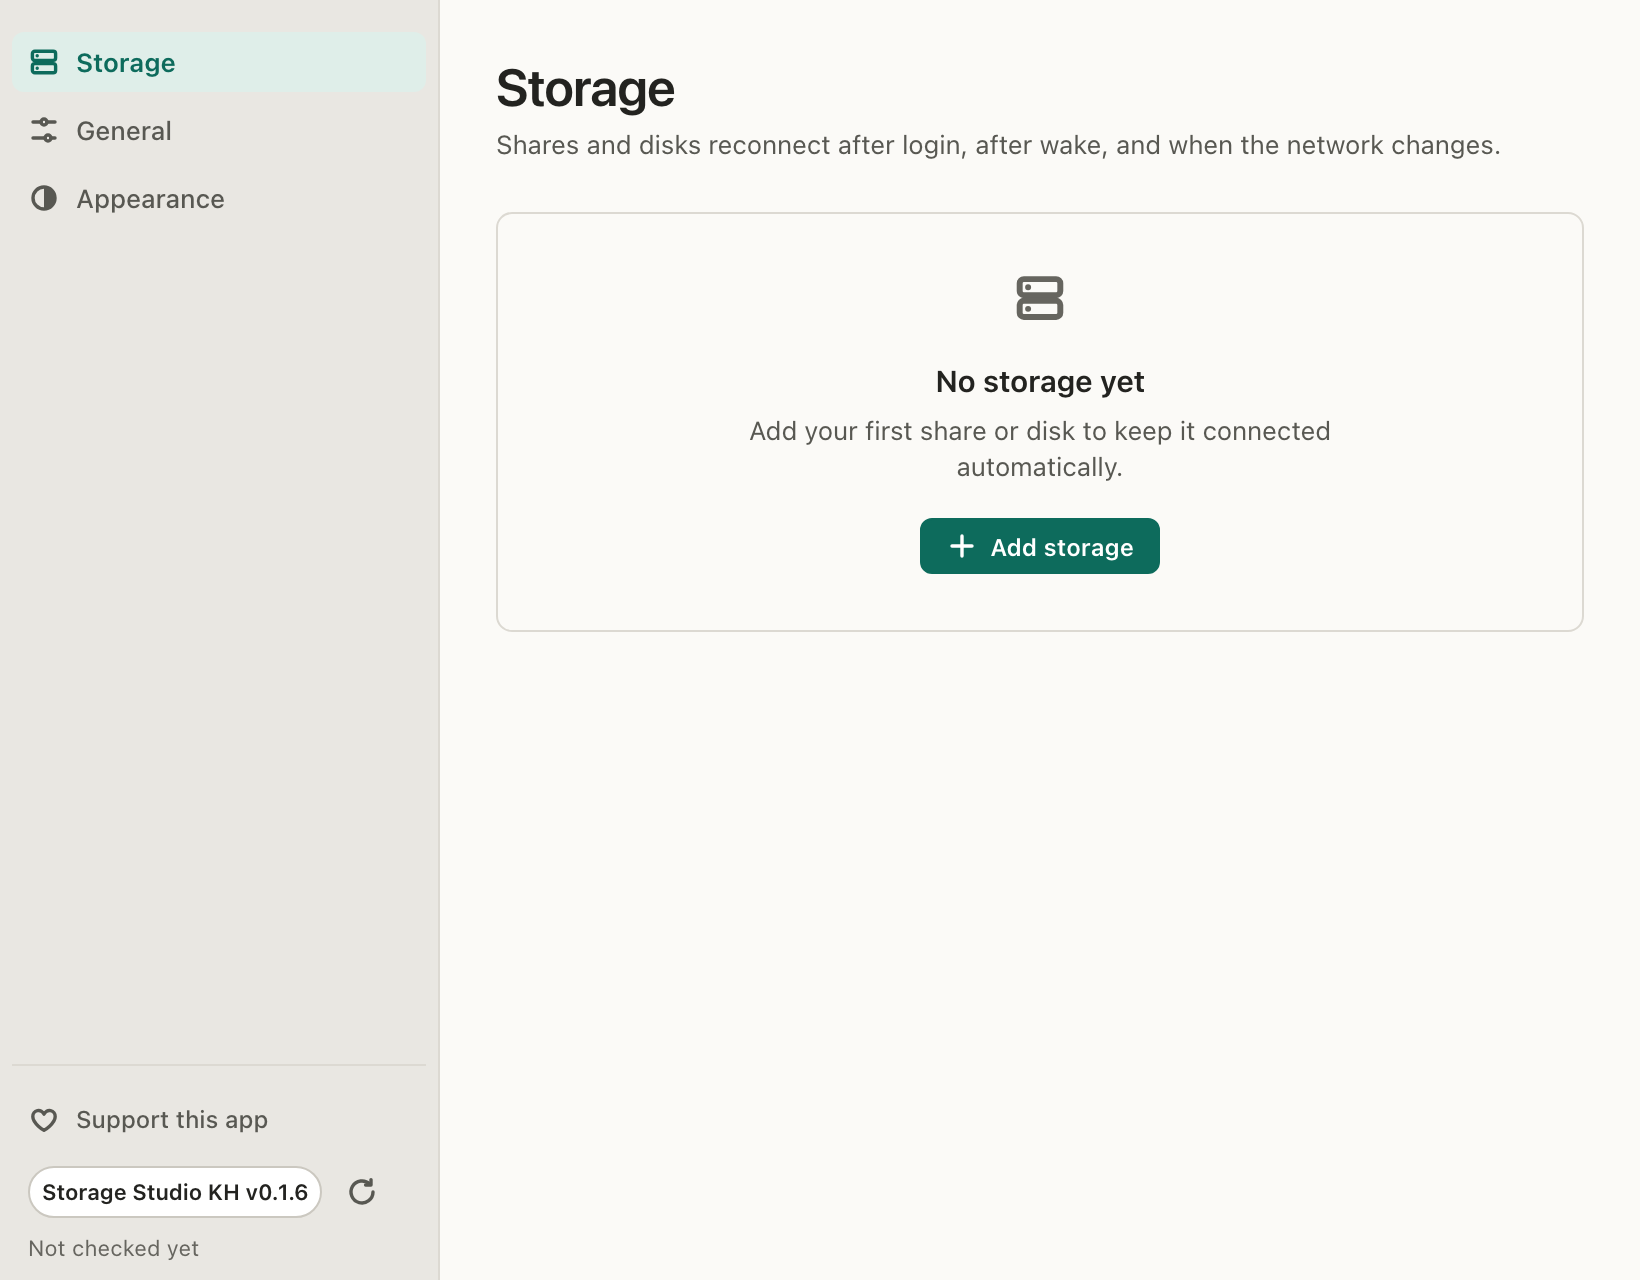 Storage
General
Appearance
Support this app
Storage Studio KH v0.1.6
Not checked yet
Storage
Shares and disks reconnect after login, after wake, and when the network changes.
No storage yet
Add your first share or disk to keep it connected
automatically.
Add storage